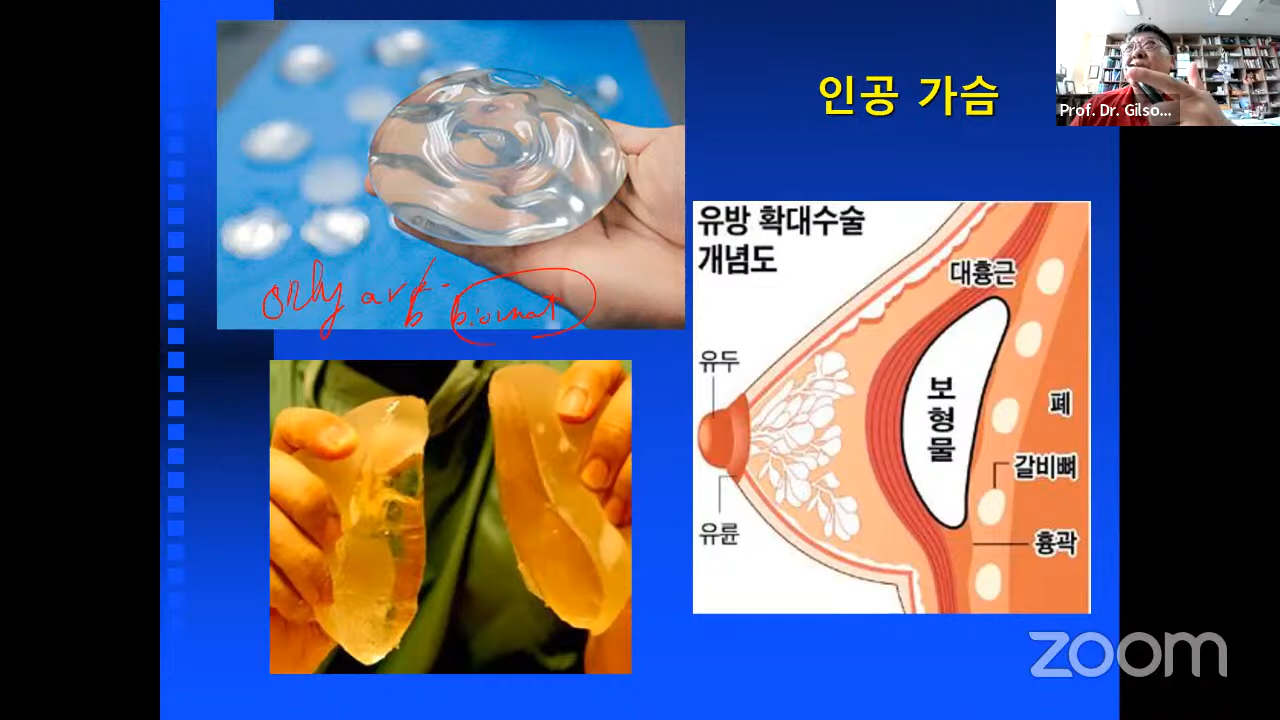 인공 가슴
Prof. Dr. Gilso...
only art.
유방 확대수술
개념도
대흉근
유두
보형물
폐
갈비뼈
유륜
흉곽
zoom